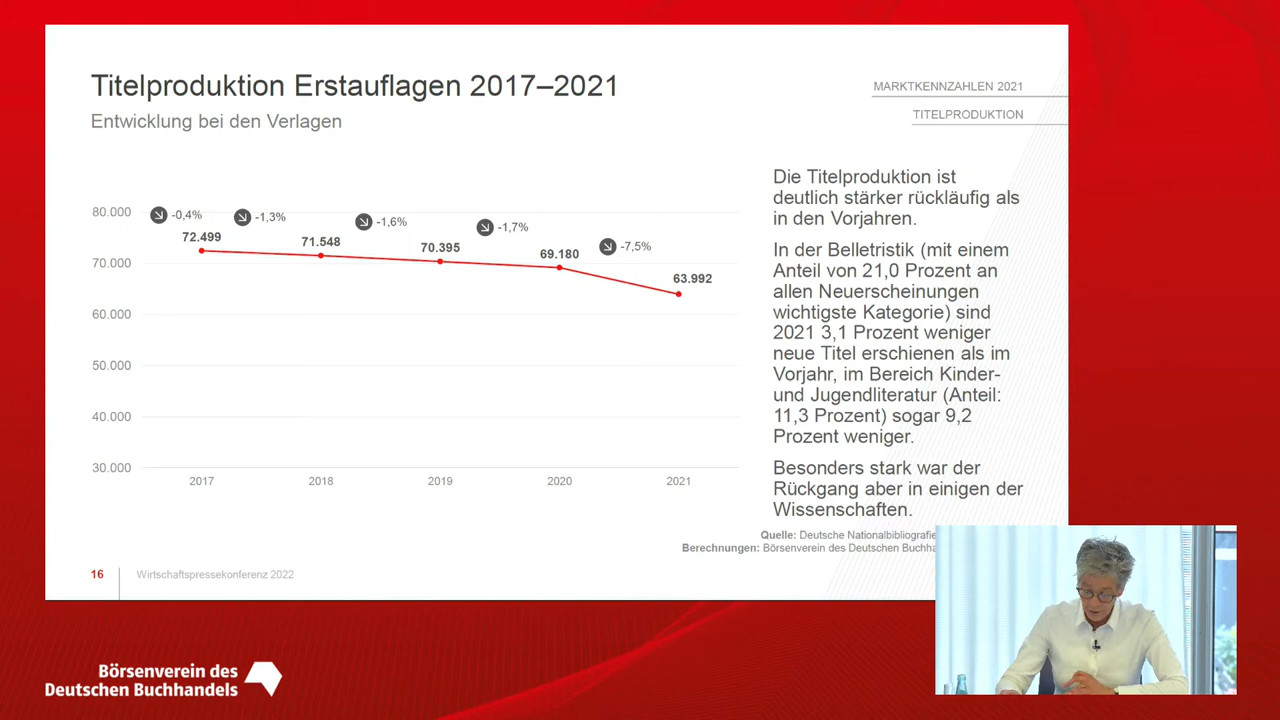 Titelproduktion Erstauflagen 2017–2021
Entwicklung bei den Verlagen
MARKTKENNZAHLEN 2021
TITELPRODUKTION
80.000
70.000
60.000
50.000
40.000
30.000
-0,4%
-1,3%
-1,6%
-1,7%
-7,5%
72.499
71.548
70.395
69.180
63.992
2017
2018
2019
2020
2021
Die Titelproduktion ist
deutlich stärker rückläufig als
in den Vorjahren.
In der Belletristik (mit einem
Anteil von 21,0 Prozent an
allen Neuerscheinungen
wichtigste Kategorie) sind
2021 3,1 Prozent weniger
neue Titel erschienen als im
Vorjahr, im Bereich Kinder-
und Jugendliteratur (Anteil:
11,3 Prozent) sogar 9,2
Prozent weniger.
Besonders stark war der
Rückgang aber in einigen der
Wissenschaften.
Quelle: Deutsche Nationalbibliografie
Berechnungen: Börsenverein des Deutschen
16
Wirtschaftspressekonferenz 2022
Börsenverein des
Deutschen Buchhandels